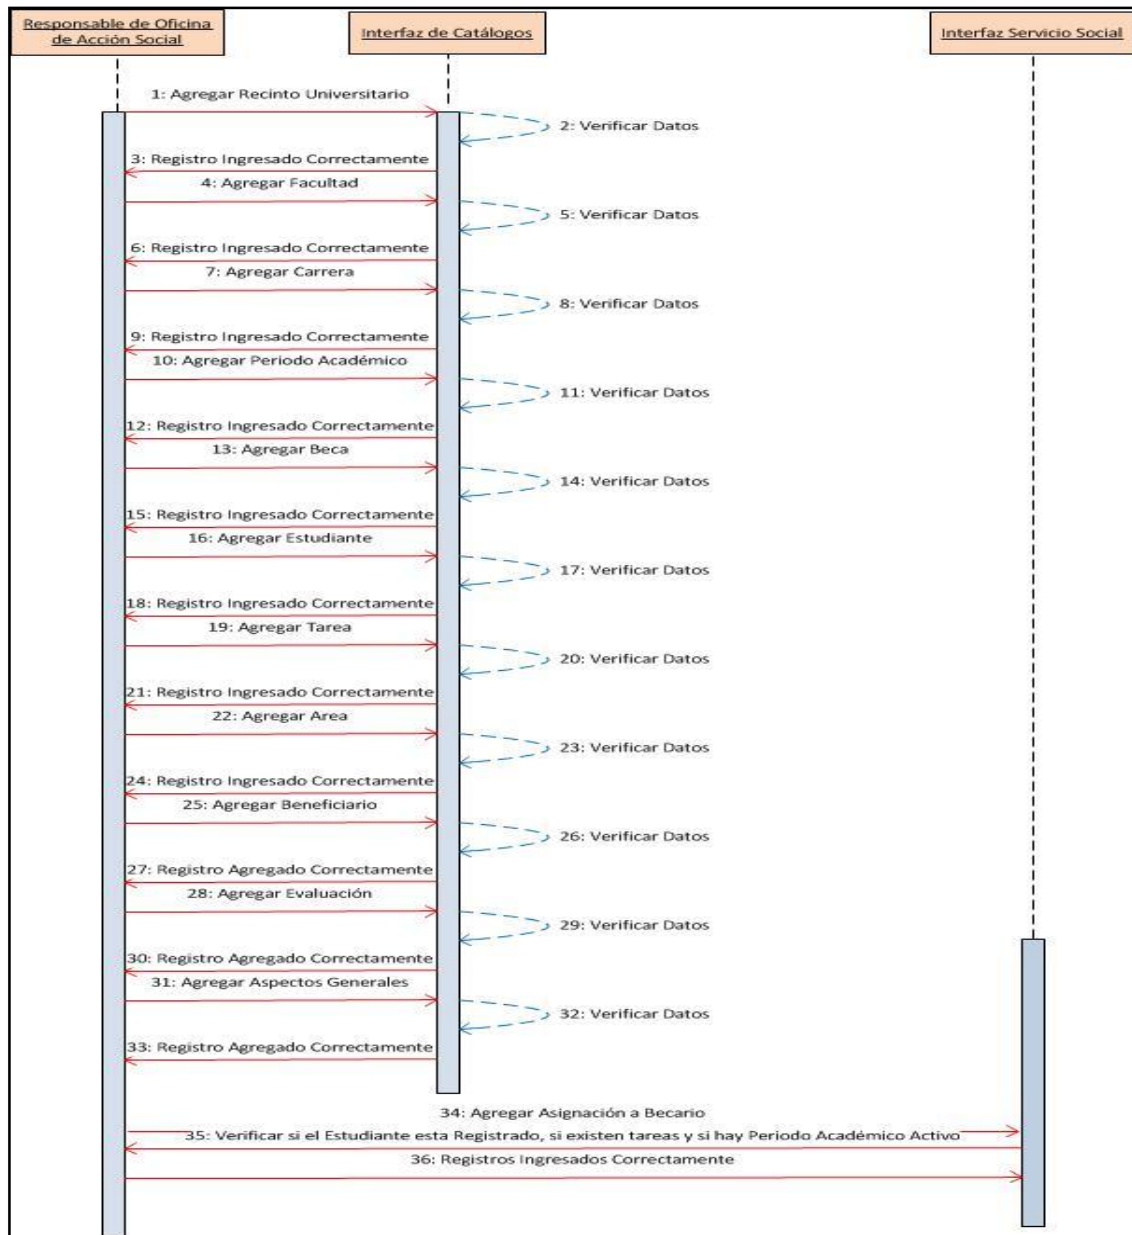 Responsable de Oficina
de Acción Social
Interfaz de Catálogos
Interfaz Servicio Social
1: Agregar Recinto Universitario
2: Verificar Datos
3: Registro Ingresado Correctamente
4: Agregar Facultad
5: Verificar Datos
6: Registro Ingresado Correctamente
7: Agregar Carrera
8: Verificar Datos
9: Registro Ingresado Correctamente
10: Agregar Periodo Académico
11: Verificar Datos
12: Registro Ingresado Correctamente
13: Agregar Beca
14: Verificar Datos
15: Registro Ingresado Correctamente
16: Agregar Estudiante
17: Verificar Datos
18: Registro Ingresado Correctamente
19: Agregar Tarea
20: Verificar Datos
21: Registro Ingresado Correctamente
22: Agregar Area
23: Verificar Datos
24: Registro Ingresado Correctamente
25: Agregar Beneficiario
26: Verificar Datos
27: Registro Agregado Correctamente
28: Agregar Evaluación
29: Verificar Datos
30: Registro Agregado Correctamente
31: Agregar Aspectos Generales
32: Verificar Datos
33: Registro Agregado Correctamente
34: Agregar Asignación a Becario
35: Verificar si el Estudiante esta Registrado, si existen tareas y si hay Periodo Académico Activo
36: Registros Ingresados Correctamente